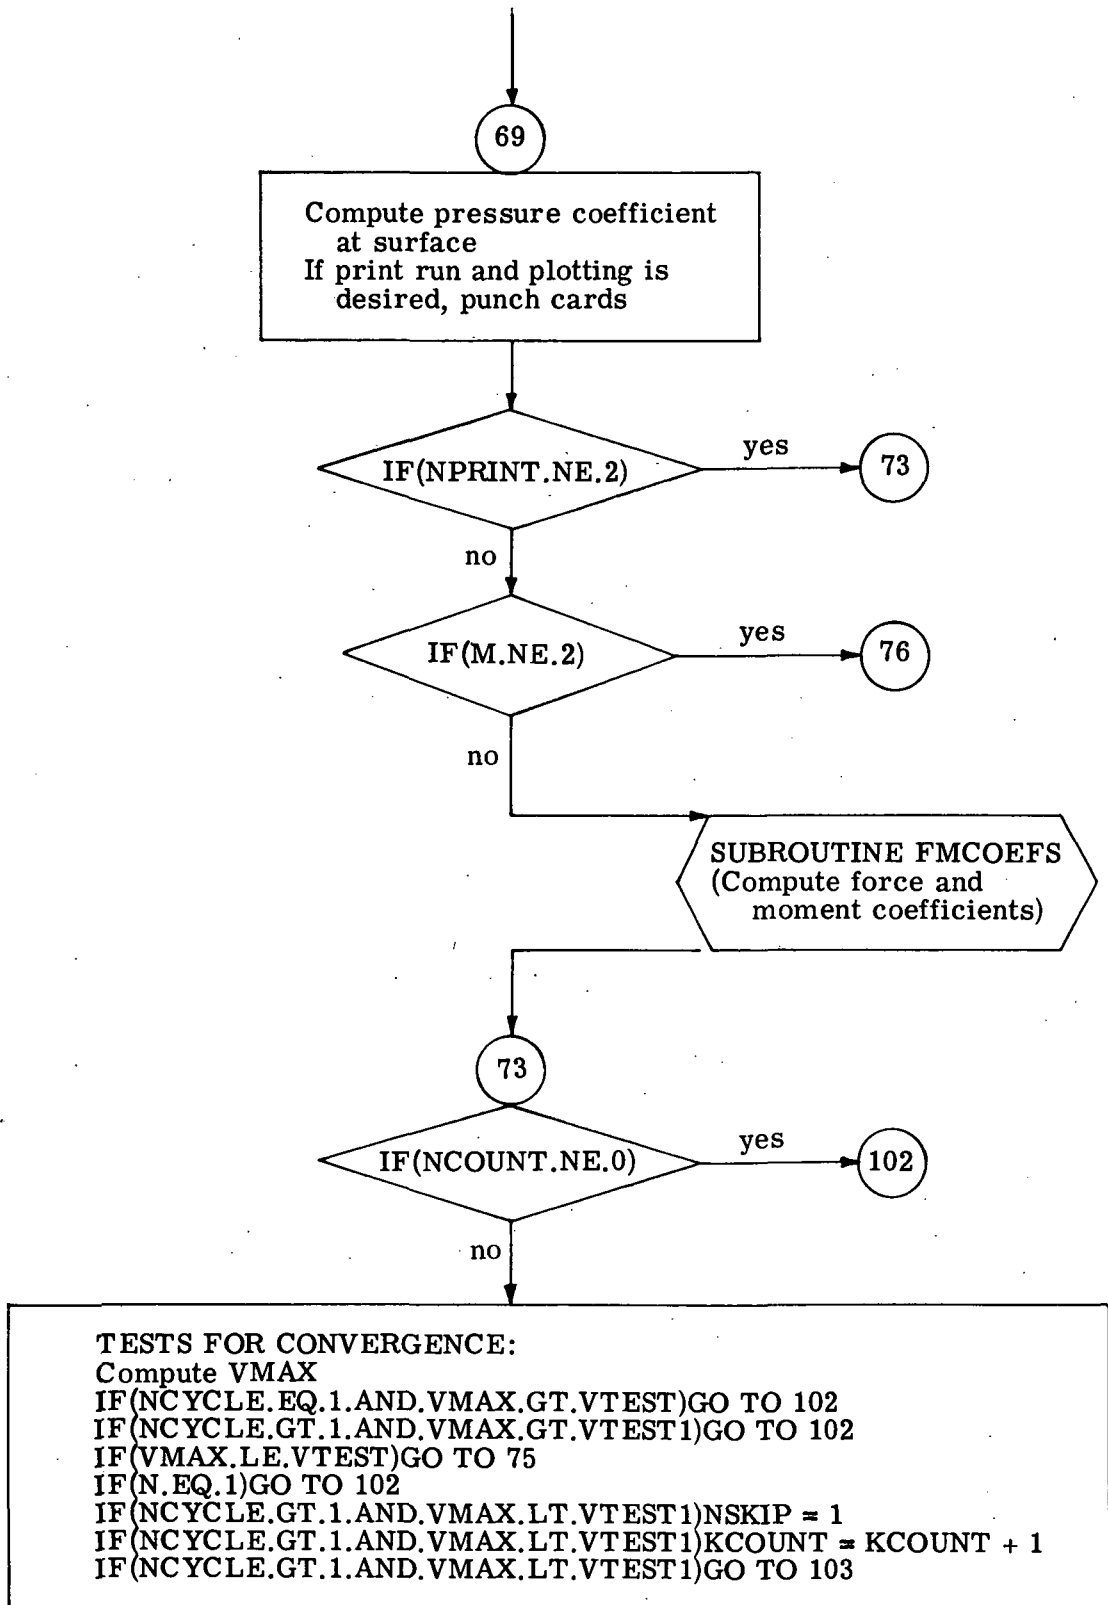 69
Compute pressure coefficient
at surface
If print run and plotting is
desired, punch cards
IF(NPRINT.NE.2)
yes
73
no
IF(M.NE.2)
yes
76
no
SUBROUTINE FMCOEFS
(Compute force and
moment coefficients)
73
IF(NCOUNT.NE.0)
yes
102
no
TESTS FOR CONVERGENCE:
Compute VMAX
IF(NCYCLE.EQ.1.AND.VMAX.GT.VTEST)GO TO 102
IF(NCYCLE.GT.1.AND.VMAX.GT.VTEST1)GO TO 102
IF(VMAX.LE.VTEST)GO TO 75
IF(N.EQ.1)GO TO 102
IF(NCYCLE.GT.1.AND.VMAX.LT.VTEST1)NSKIP = 1
IF(NCYCLE.GT.1.AND.VMAX.LT.VTEST1)KCOUNT = KCOUNT + 1
IF(NCYCLE.GT.1.AND.VMAX.LT.VTEST1)GO TO 103